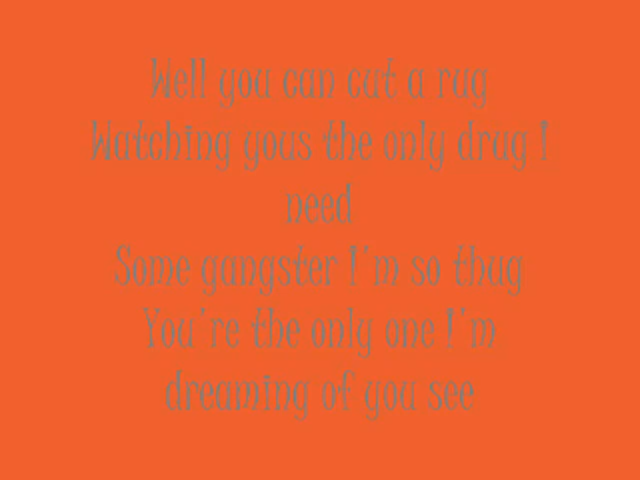 Well you can cut a rug
Watching yous the only drug I
need
Some gangster I'm so thug
You're the only one I'm
dreaming of you see